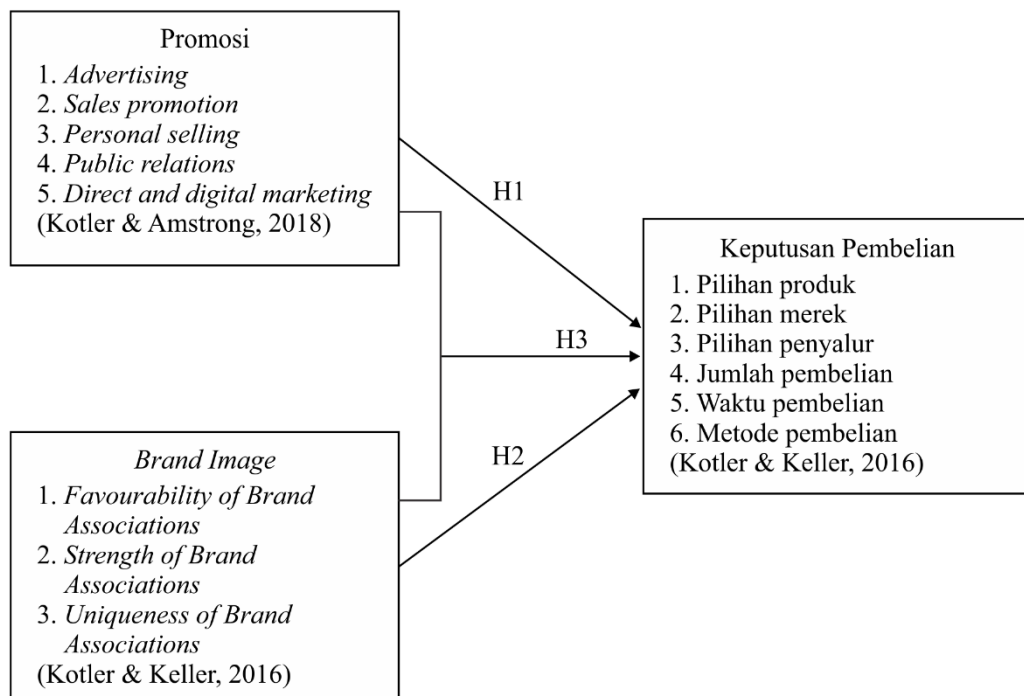 Promosi
1. Advertising
2. Sales promotion
3. Personal selling
4. Public relations
5. Direct and digital marketing
(Kotler & Amstrong, 2018)
H1
Keputusan Pembelian
1. Pilihan produk
2. Pilihan merek
3. Pilihan penyalur
4. Jumlah pembelian
5. Waktu pembelian
6. Metode pembelian
(Kotler & Keller, 2016)
H3
H2
Brand Image
1. Favourability of Brand
Associations
2. Strength of Brand
Associations
3. Uniqueness of Brand
Associations
(Kotler & Keller, 2016)